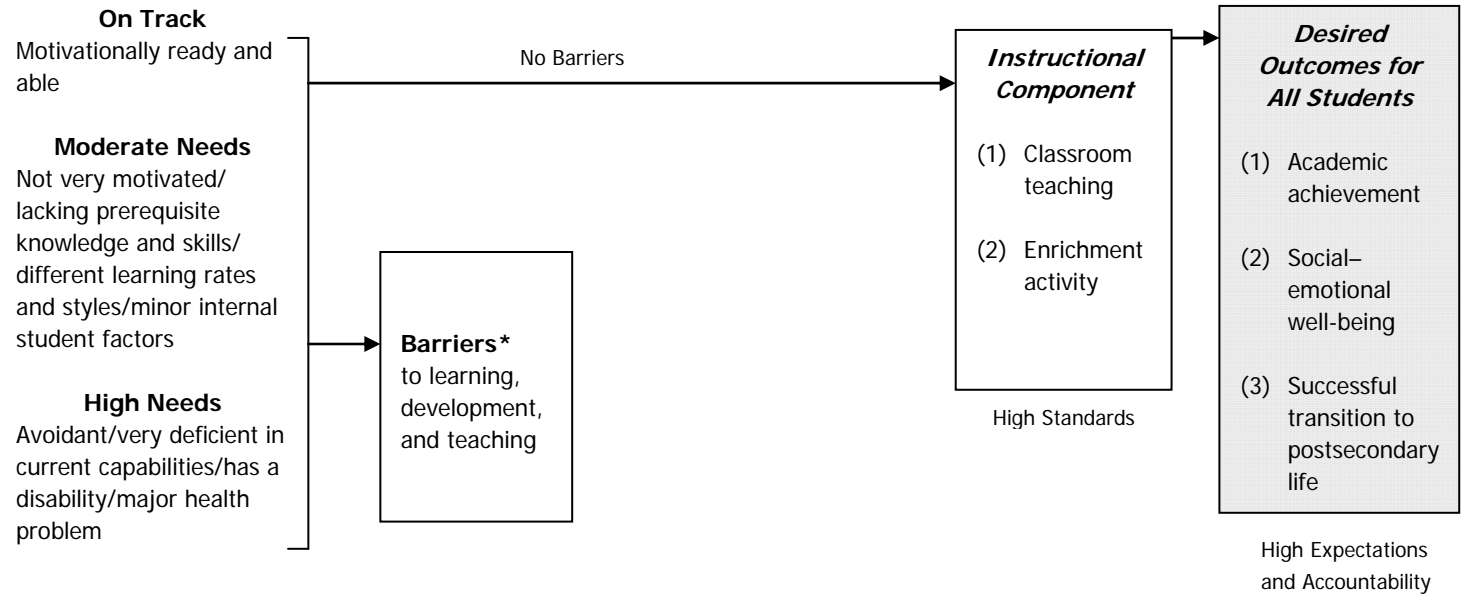 On Track
Motivationally ready and
able
Moderate Needs
Not very motivated/
lacking prerequisite
knowledge and skills/
different learning rates
and styles/minor internal
student factors
High Needs
Avoidant/very deficient in
current capabilities/has a
disability/major health
problem
No Barriers
Barriers*
to learning,
development,
and teaching
Instructional
Component
(1) Classroom
teaching
(2) Enrichment
activity
High Standards
Desired
Outcomes for
All Students
(1) Academic
achievement
(2) Social–
emotional
well-being
(3) Successful
transition to
postsecondary
life
High Expectations
and Accountability